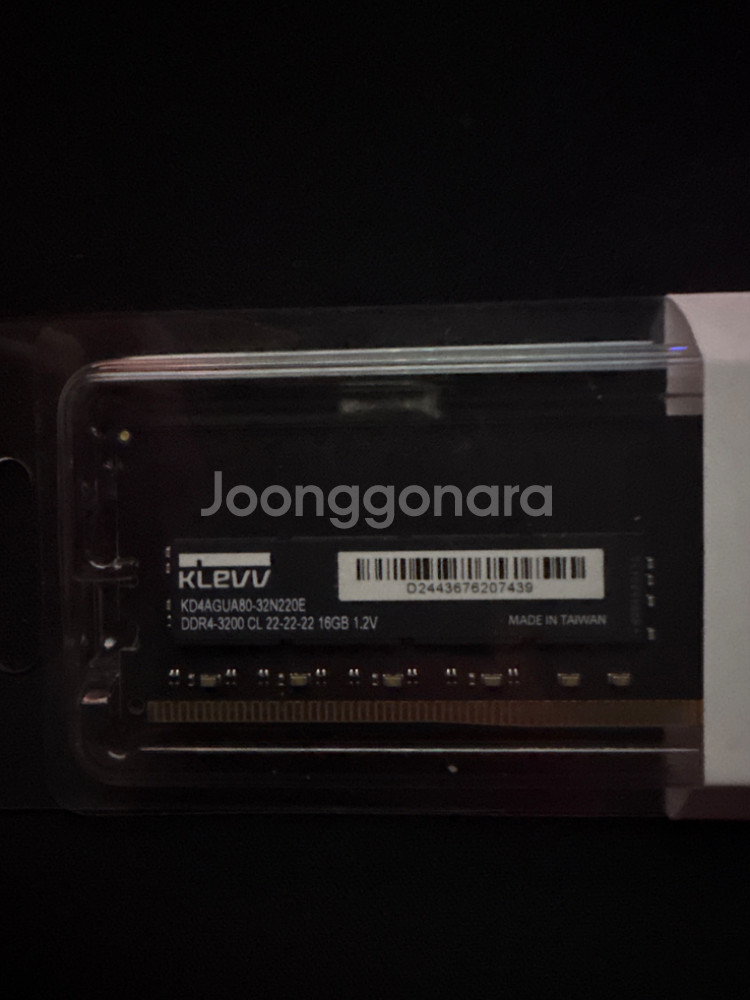 Joonggonara
KLEVV
D2443676207439
KD4AGUA80-32N220E
DDR4-3200 CL 22-22-22 16GB 1.2V
MADE IN TAIWAN